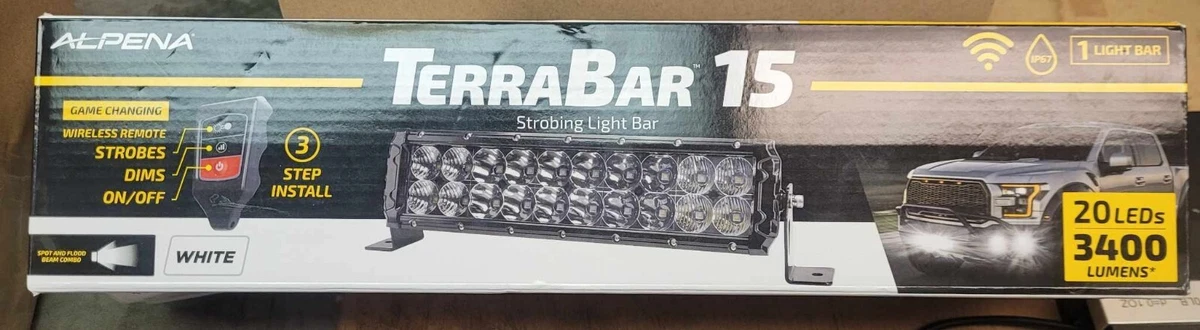 ALPENA
TERRABAR™ 15
Strobing Light Bar
IP67
1 LIGHT BAR
GAME CHANGING
WIRELESS REMOTE
STROBES
DIMS
ON/OFF
3
STEP
INSTALL
SPOT AND FLOOD
BEAM COMBO
WHITE
20 LEDs
3400
LUMENS*